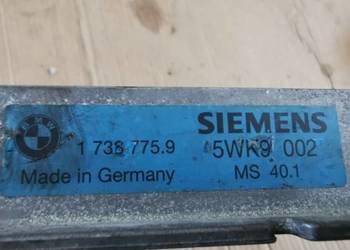 SIEMENS
1 738 775.9 5WK9 002
Made in Germany MS 40.1